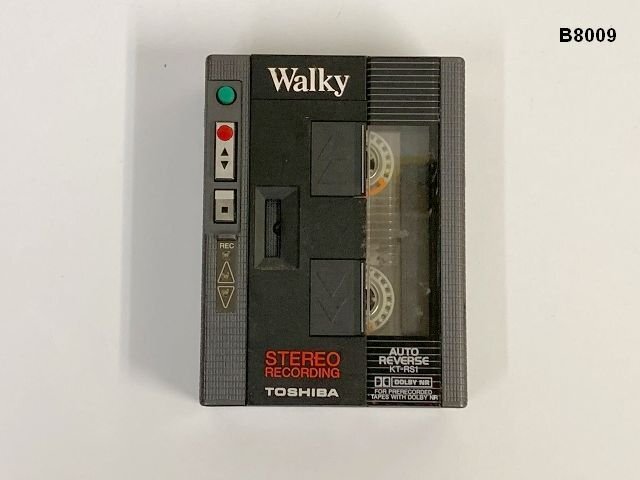 B8009
Walky
REC
STEREO
RECORDING
TOSHIBA
AUTO
REVERSE
KT-RS1
DOLBY NR
FOR PRERECORDED
TAPES WITH DOLBY NR